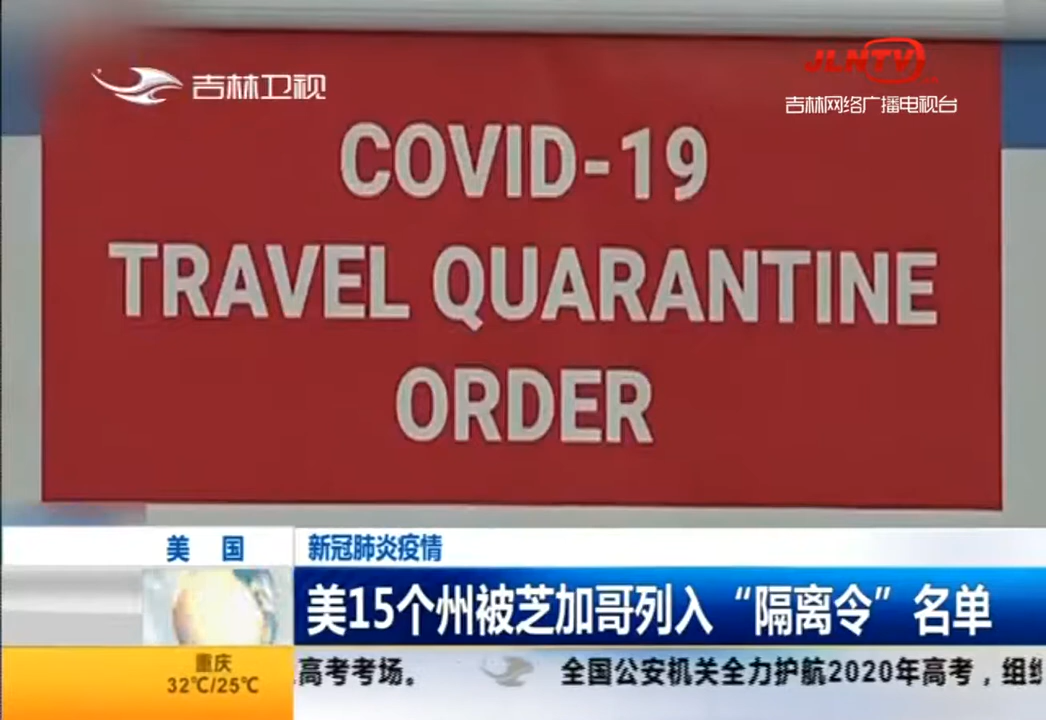 吉林卫视
JLNTV
吉林网络广播电视台
COVID-19
TRAVEL QUARANTINE
ORDER
美 国
新冠肺炎疫情
美15个州被芝加哥列入“隔离令”名单
重庆
32℃/25℃
高考考场。 全国公安机关全力护航2020年高考，组